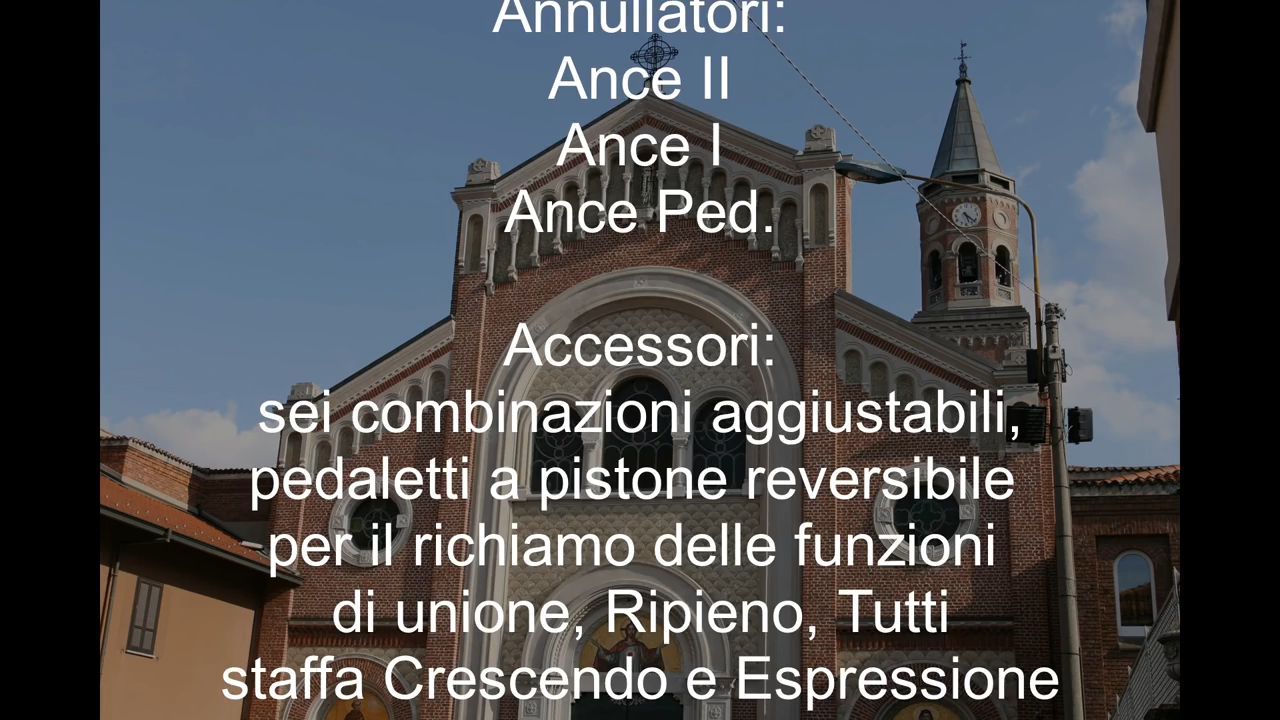 Annullatori:
Ance II
Ance I
Ance Ped.
Accessori:
sei combinazioni aggiustabili,
pedaletti a pistone reversibile
per il richiamo delle funzioni
di unione, Ripieno, Tutti
staffa Crescendo e Espressione